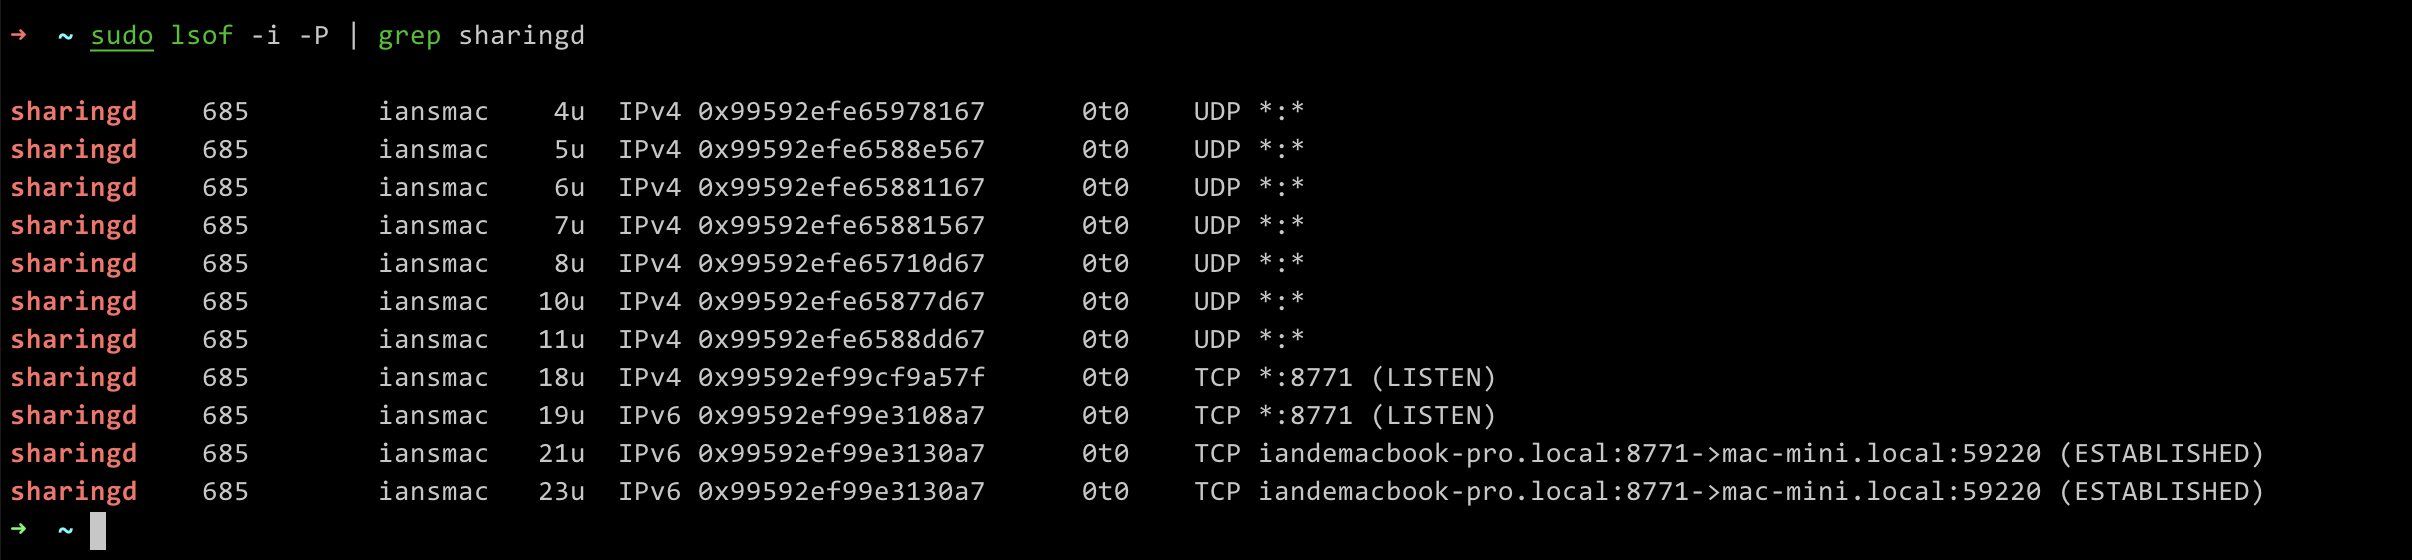 ➜  ~ sudo lsof -i -P | grep sharingd
sharingd    685        iansmac    4u  IPv4 0x99592efe65978167      0t0    UDP *:*
sharingd    685        iansmac    5u  IPv4 0x99592efe6588e567      0t0    UDP *:*
sharingd    685        iansmac    6u  IPv4 0x99592efe65881167      0t0    UDP *:*
sharingd    685        iansmac    7u  IPv4 0x99592efe65881567      0t0    UDP *:*
sharingd    685        iansmac    8u  IPv4 0x99592efe65710d67      0t0    UDP *:*
sharingd    685        iansmac   10u  IPv4 0x99592efe65877d67      0t0    UDP *:*
sharingd    685        iansmac   11u  IPv4 0x99592efe6588dd67      0t0    UDP *:*
sharingd    685        iansmac   18u  IPv4 0x99592ef99cf9a57f      0t0    TCP *:8771 (LISTEN)
sharingd    685        iansmac   19u  IPv6 0x99592ef99e3108a7      0t0    TCP *:8771 (LISTEN)
sharingd    685        iansmac   21u  IPv6 0x99592ef99e3130a7      0t0    TCP iandemacbook-pro.local:8771->mac-mini.local:59220 (ESTABLISHED)
sharingd    685        iansmac   23u  IPv6 0x99592ef99e3130a7      0t0    TCP iandemacbook-pro.local:8771->mac-mini.local:59220 (ESTABLISHED)
➜  ~